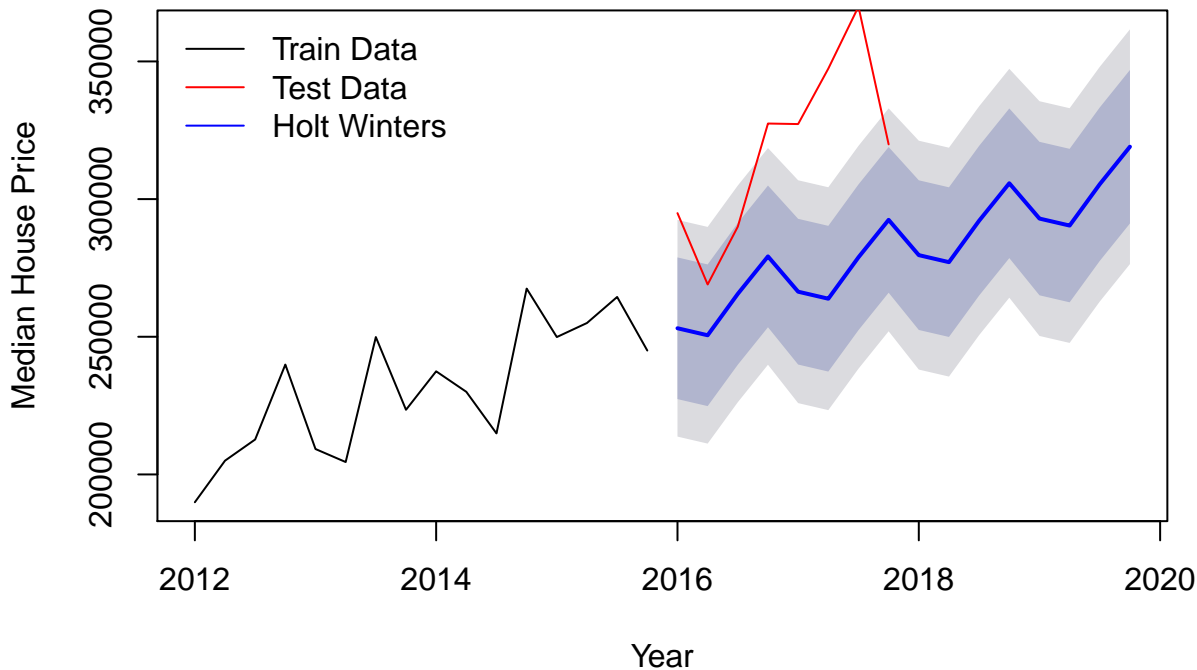 Train Data
Test Data
Holt Winters
Median House Price
350000
300000
250000
200000
2012 2014 2016 2018 2020
Year